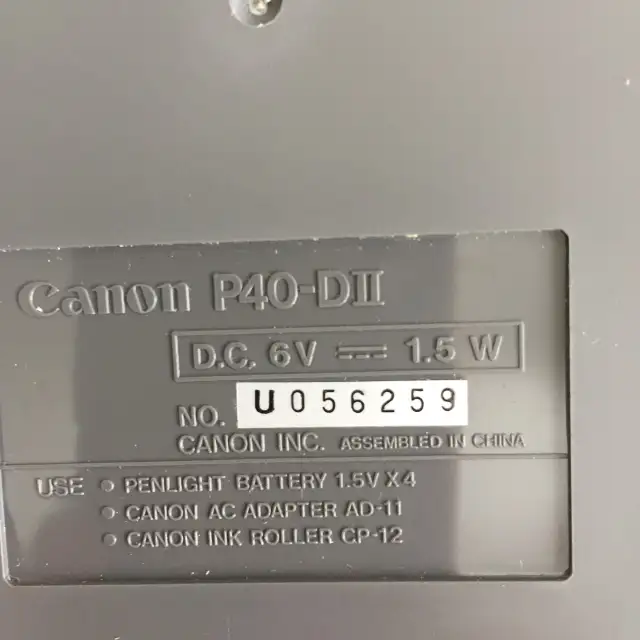 Canon P40-DII
D.C. 6V ⎓ 1.5 W
NO. U056259
CANON INC. ASSEMBLED IN CHINA
USE • PENLIGHT BATTERY 1.5V X 4
• CANON AC ADAPTER AD-11
• CANON INK ROLLER CP-12